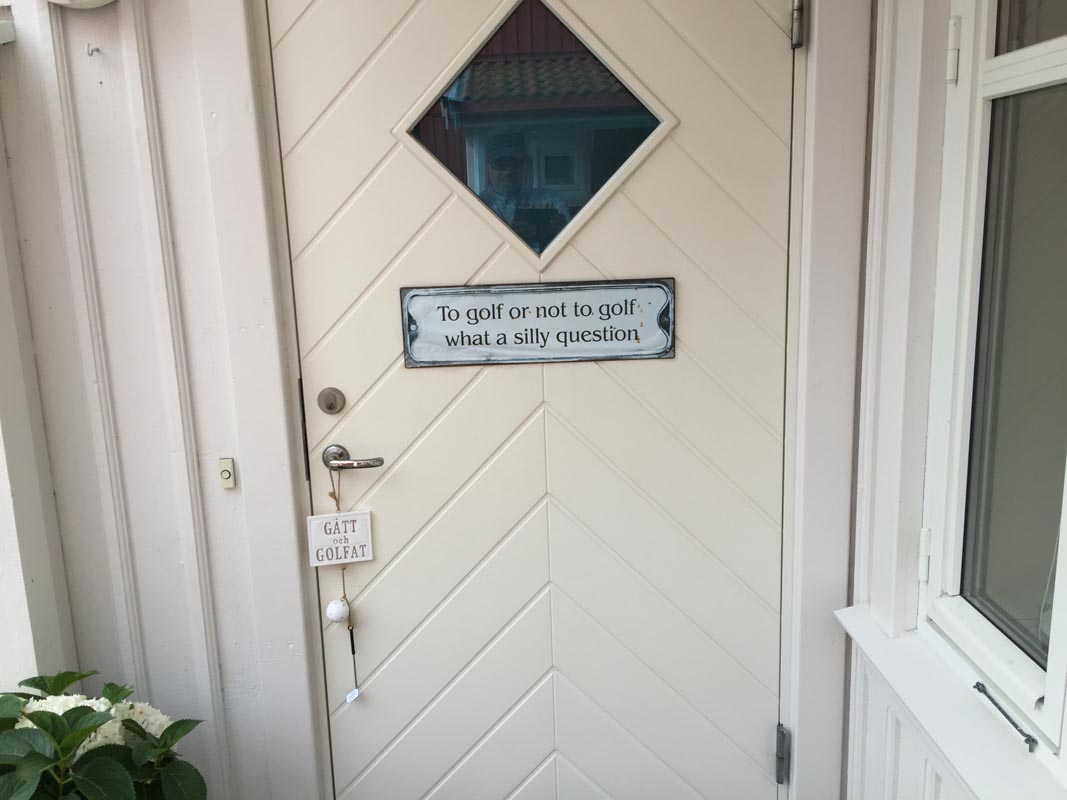 To golf or not to golf
what a silly question
GÅTT
och
GOLFAT